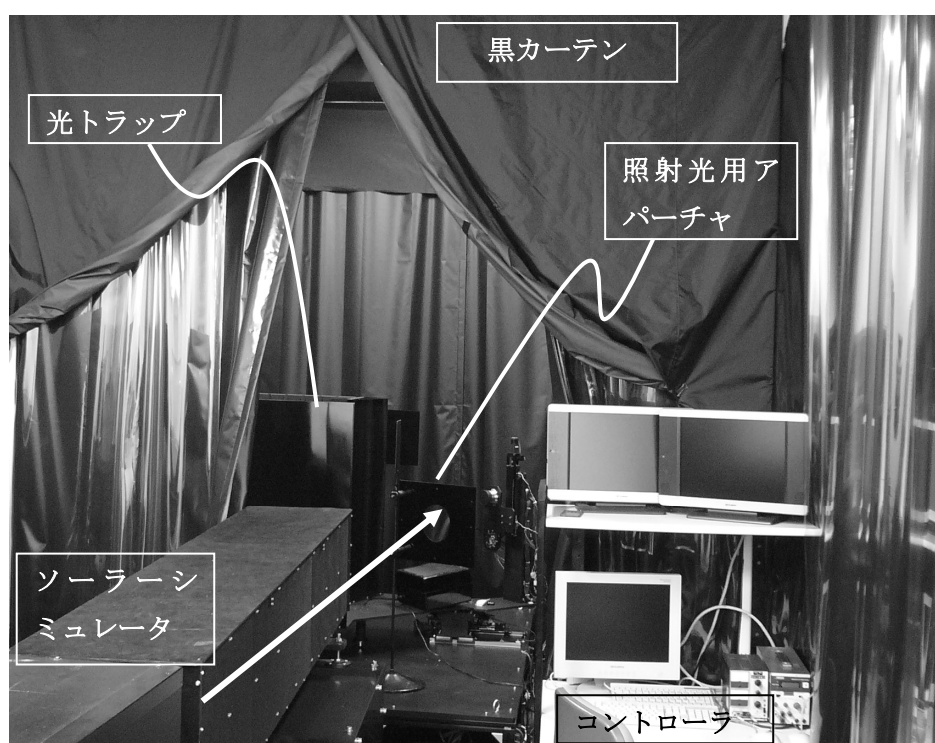 黒カーテン
光トラップ
照射光用ア
パーチャ
ソーラーシ
ミュレータ
コントローラ